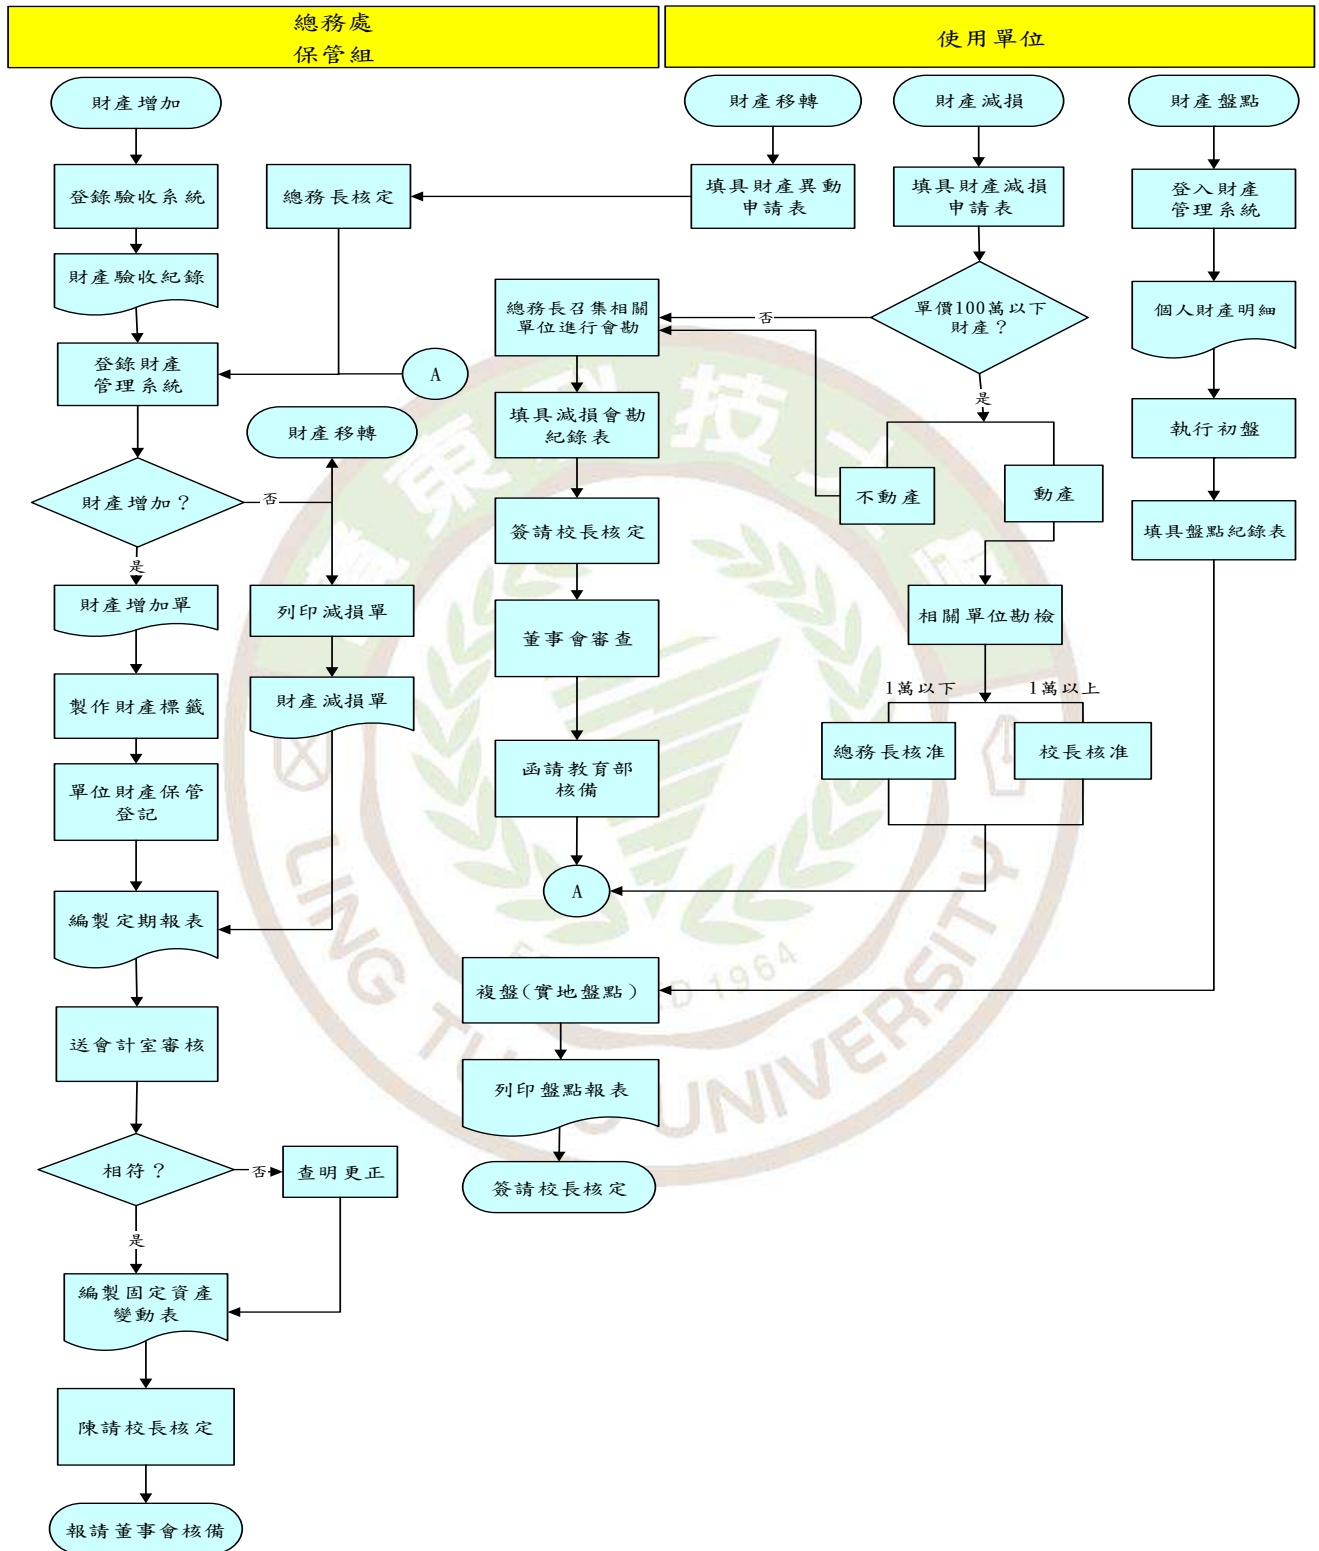 總務處
保管組
使用單位
財產增加
財產移轉
財產減損
財產盤點
登錄驗收系統
總務長核定
填具財產異動
申請表
填具財產減損
申請表
登入財產
管理系統
財產驗收紀錄
總務長召集相關
單位進行會勘
否
單價100萬以下
財產？
個人財產明細
登錄財產
管理系統
A
是
財產移轉
填具減損會勘
紀錄表
執行初盤
財產增加？
否
不動產
動產
簽請校長核定
填具盤點紀錄表
是
財產增加單
列印減損單
董事會審查
相關單位勘檢
1萬以下
1萬以上
製作財產標籤
財產減損單
總務長核准
校長核准
單位財產保管
登記
函請教育部
核備
A
編製定期報表
複盤(實地盤點)
送會計室審核
列印盤點報表
相符？
否
查明更正
簽請校長核定
是
編製固定資產
變動表
陳請校長核定
報請董事會核備
LING TUNG UNIVERSITY